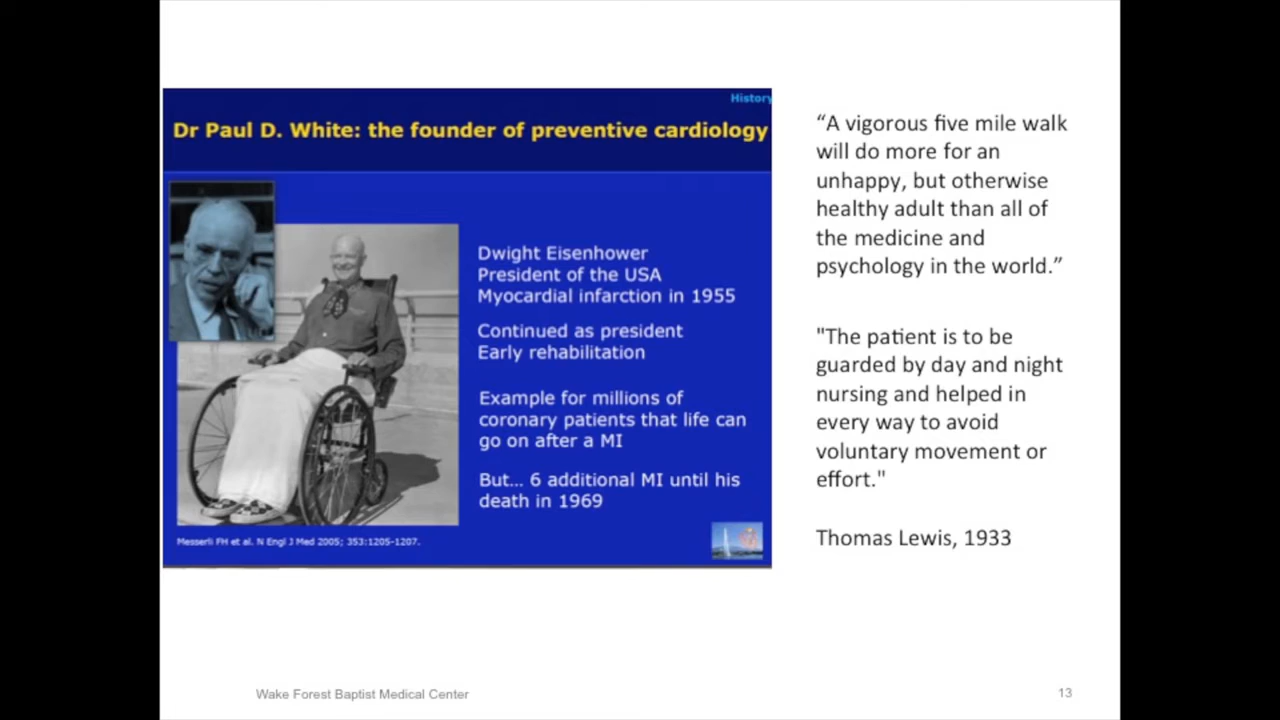 History
Dr Paul D. White: the founder of preventive cardiology
Dwight Eisenhower
President of the USA
Myocardial infarction in 1955
Continued as president
Early rehabilitation
Example for millions of
coronary patients that life can
go on after a MI
But... 6 additional MI until his
death in 1969
Messerli FH et al. N Engl J Med 2005; 353:1205-1207.
“A vigorous five mile walk
will do more for an
unhappy, but otherwise
healthy adult than all of
the medicine and
psychology in the world.”
"The patient is to be
guarded by day and night
nursing and helped in
every way to avoid
voluntary movement or
effort."
Thomas Lewis, 1933
Wake Forest Baptist Medical Center
13